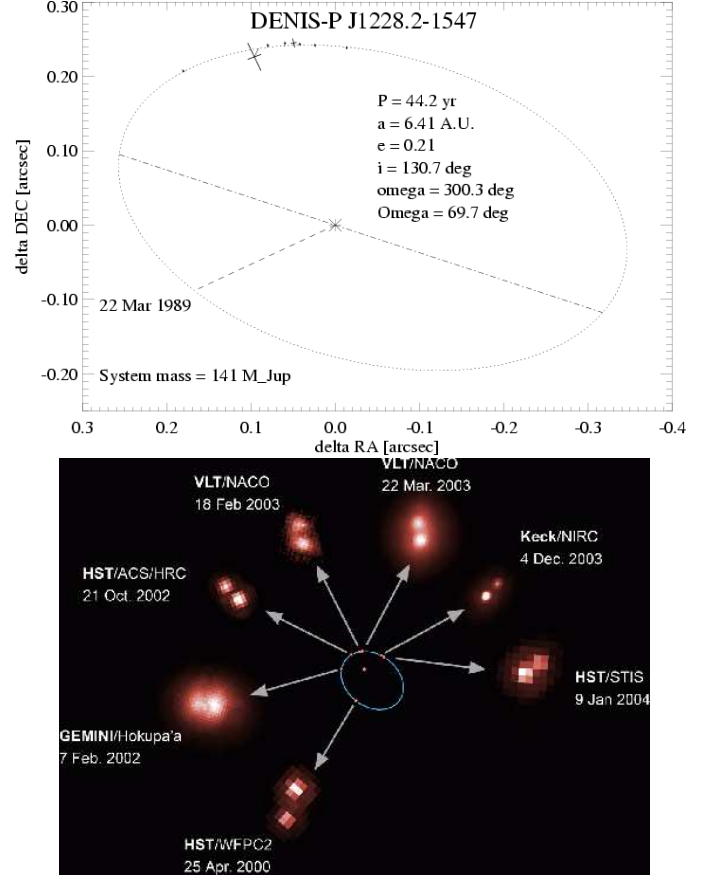 DENIS-P J1228.2-1547
0.30
0.20
0.10
0.00
-0.10
-0.20
delta DEC [arcsec]
P = 44.2 yr
a = 6.41 A.U.
e = 0.21
i = 130.7 deg
omega = 300.3 deg
Omega = 69.7 deg
22 Mar 1989
System mass = 141 M_Jup
0.3 0.2 0.1 0.0 -0.1 -0.2 -0.3 -0.4
delta RA [arcsec]
VLT/NACO
22 Mar. 2003
VLT/NACO
18 Feb 2003
Keck/NIRC
4 Dec. 2003
HST/ACS/HRC
21 Oct. 2002
HST/STIS
9 Jan 2004
GEMINI/Hokupa'a
7 Feb. 2002
HST/WFPC2
25 Apr. 2000